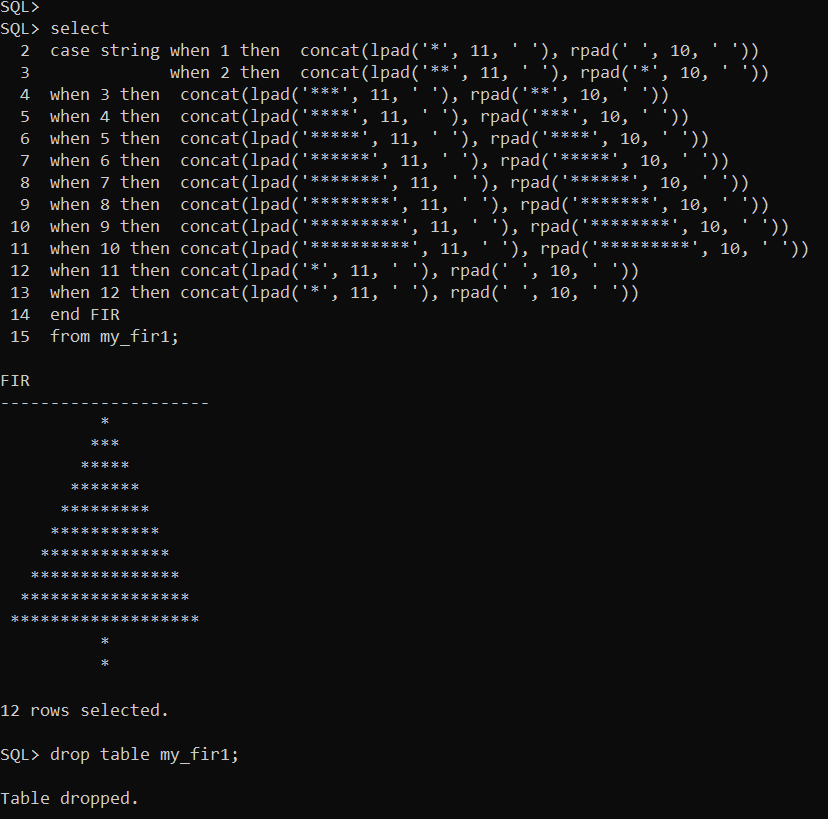 SQL>
SQL> select
  2  case string when 1 then  concat(lpad('*', 11, ' '), rpad(' ', 10, ' '))
  3              when 2 then  concat(lpad('**', 11, ' '), rpad('*', 10, ' '))
  4  when 3 then  concat(lpad('***', 11, ' '), rpad('**', 10, ' '))
  5  when 4 then  concat(lpad('****', 11, ' '), rpad('***', 10, ' '))
  6  when 5 then  concat(lpad('*****', 11, ' '), rpad('****', 10, ' '))
  7  when 6 then  concat(lpad('******', 11, ' '), rpad('*****', 10, ' '))
  8  when 7 then  concat(lpad('*******', 11, ' '), rpad('******', 10, ' '))
  9  when 8 then  concat(lpad('********', 11, ' '), rpad('*******', 10, ' '))
 10  when 9 then  concat(lpad('*********', 11, ' '), rpad('********', 10, ' '))
 11  when 10 then concat(lpad('**********', 11, ' '), rpad('*********', 10, ' '))
 12  when 11 then concat(lpad('*', 11, ' '), rpad(' ', 10, ' '))
 13  when 12 then concat(lpad('*', 11, ' '), rpad(' ', 10, ' '))
 14  end FIR
 15  from my_fir1;

FIR
---------------------
          *
         ***
        *****
       *******
      *********
     ***********
    *************
   ***************
  *****************
 *******************
          *
          *

12 rows selected.

SQL> drop table my_fir1;

Table dropped.